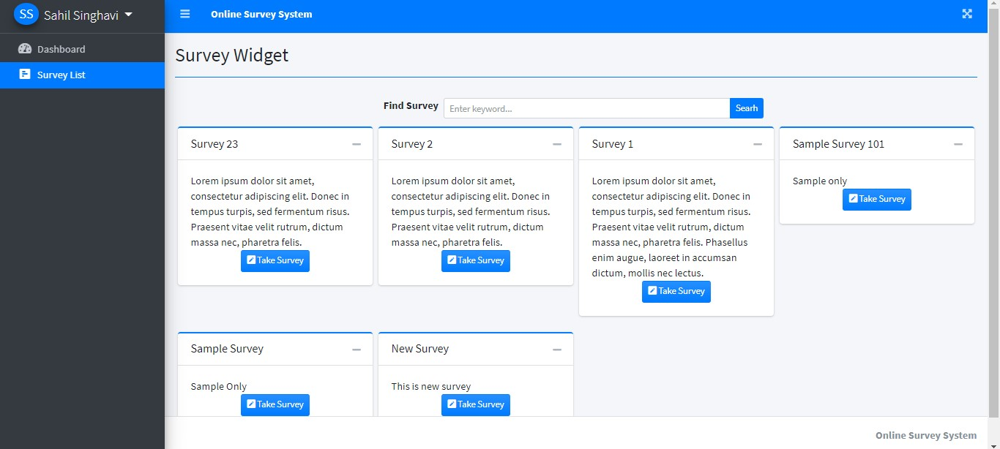 SS Sahil Singhavi
Online Survey System
Dashboard
Survey List
Survey Widget
Find Survey Enter keyword... Searh
Survey 23
Lorem ipsum dolor sit amet,
consectetur adipiscing elit. Donec in
tempus turpis, sed fermentum risus.
Praesent vitae velit rutrum, dictum
massa nec, pharetra felis.
Take Survey
Survey 2
Lorem ipsum dolor sit amet,
consectetur adipiscing elit. Donec in
tempus turpis, sed fermentum risus.
Praesent vitae velit rutrum, dictum
massa nec, pharetra felis.
Take Survey
Survey 1
Lorem ipsum dolor sit amet,
consectetur adipiscing elit. Donec in
tempus turpis, sed fermentum risus.
Praesent vitae velit rutrum, dictum
massa nec, pharetra felis. Phasellus
enim augue, laoreet in accumsan
dictum, mollis nec lectus.
Take Survey
Sample Survey 101
Sample only
Take Survey
Sample Survey
Sample Only
Take Survey
New Survey
This is new survey
Take Survey
Online Survey System